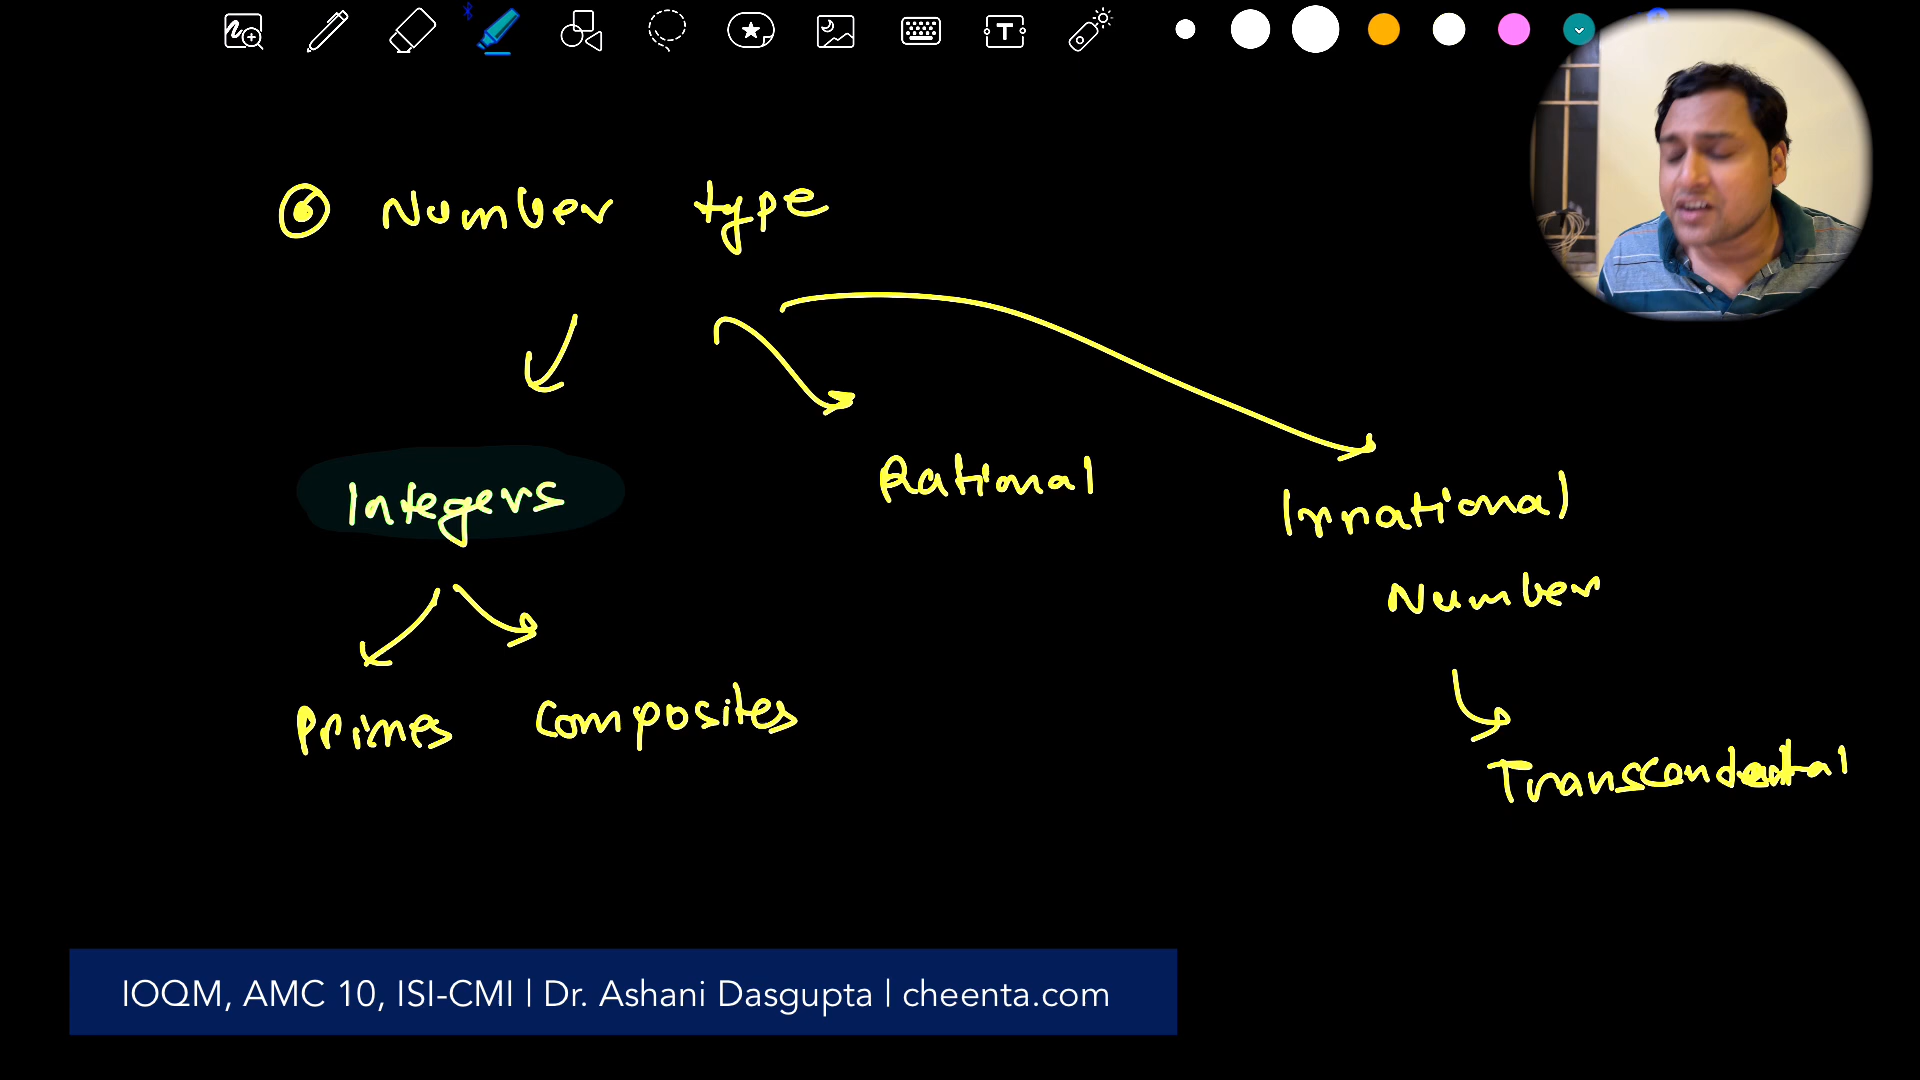 Number type
Integers
Rational
Irrational
Number
Primes
Composites
Transcendental
IOQM, AMC 10, ISI-CMI | Dr. Ashani Dasgupta | cheenta.com